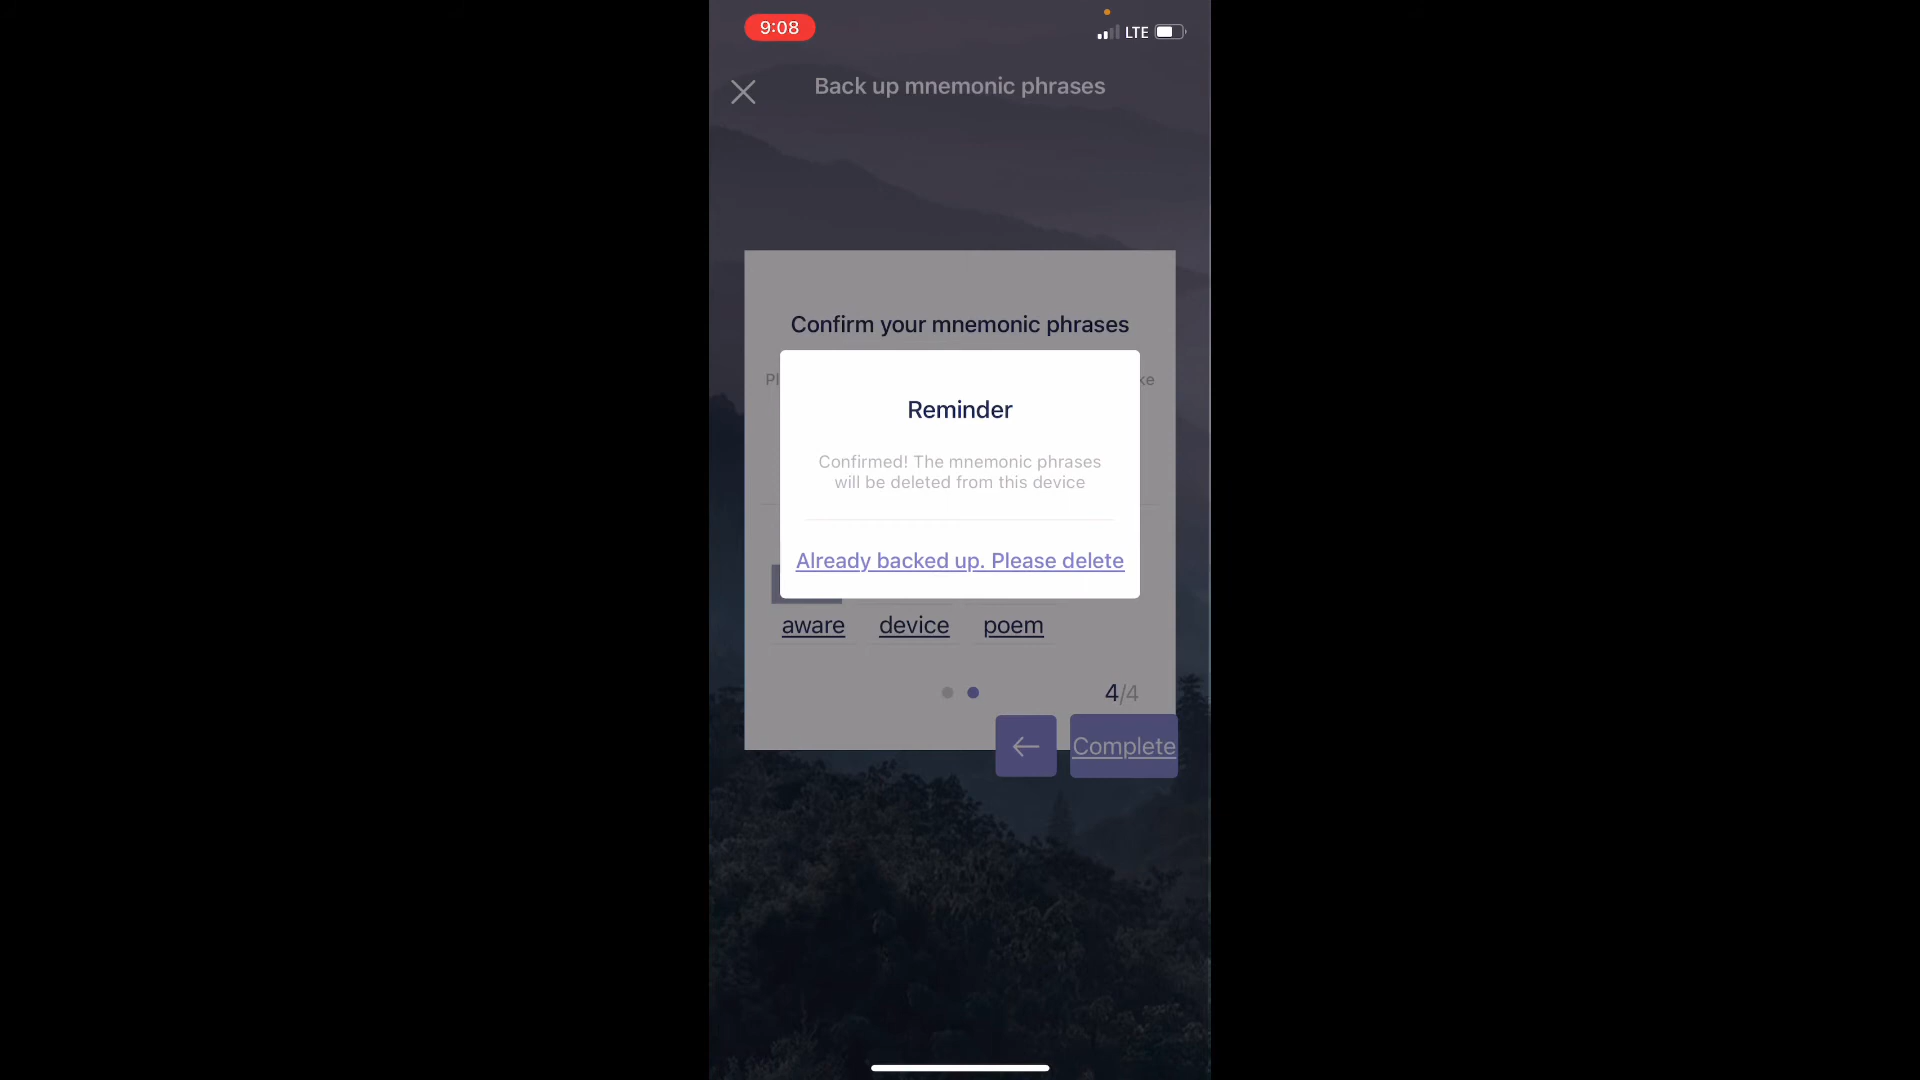 9:08
LTE
Back up mnemonic phrases
Confirm your mnemonic phrases
Reminder
Confirmed! The mnemonic phrases
will be deleted from this device
Already backed up. Please delete
aware device poem
4/4
Complete